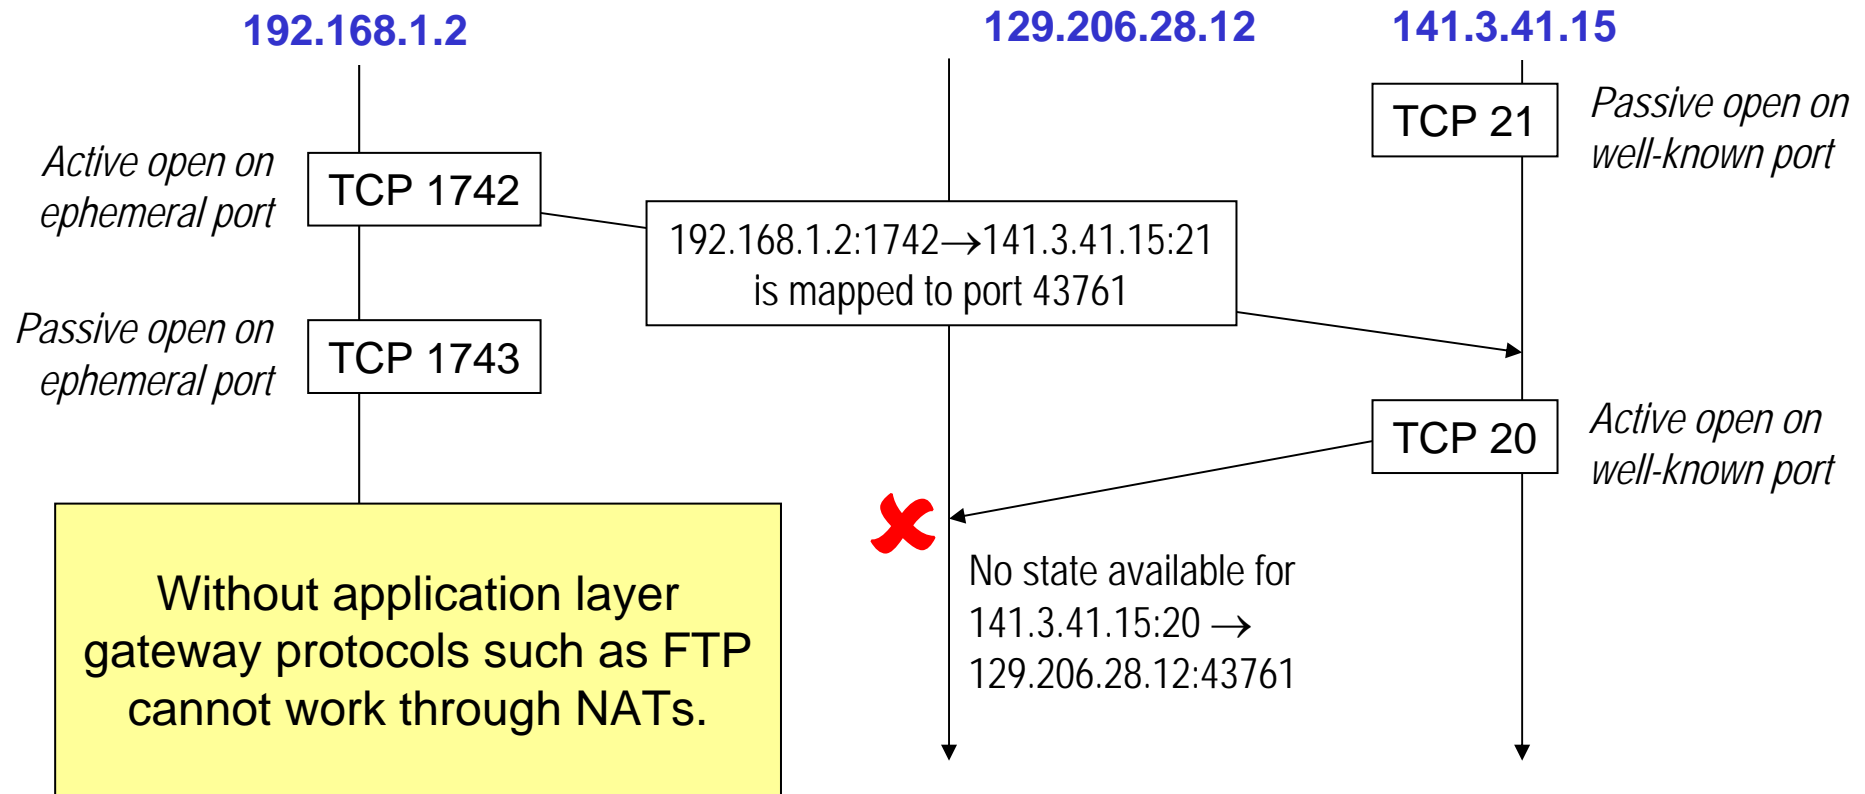 192.168.1.2
129.206.28.12
141.3.41.15
TCP 21
Passive open on
well-known port
Active open on
ephemeral port
TCP 1742
192.168.1.2:1742→141.3.41.15:21
is mapped to port 43761
Passive open on
ephemeral port
TCP 1743
TCP 20
Active open on
well-known port
No state available for
141.3.41.15:20 →
129.206.28.12:43761
Without application layer
gateway protocols such as FTP
cannot work through NATs.